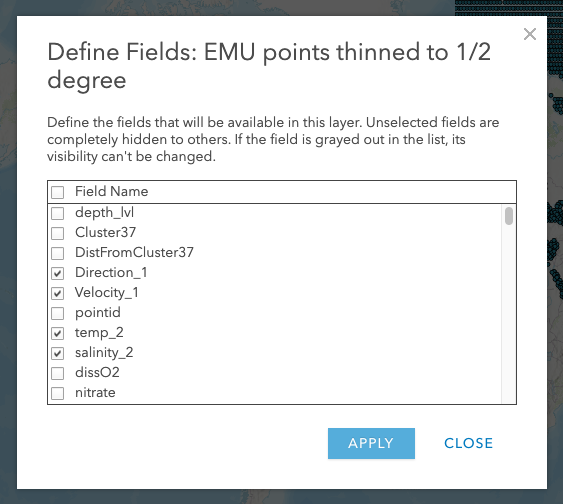 Define Fields: EMU points thinned to 1/2
degree
Define the fields that will be available in this layer. Unselected fields are
completely hidden to others. If the field is grayed out in the list, its
visibility can't be changed.
Field Name
depth_lvl
Cluster37
DistFromCluster37
Direction_1
Velocity_1
pointid
temp_2
salinity_2
dissO2
nitrate
APPLY CLOSE